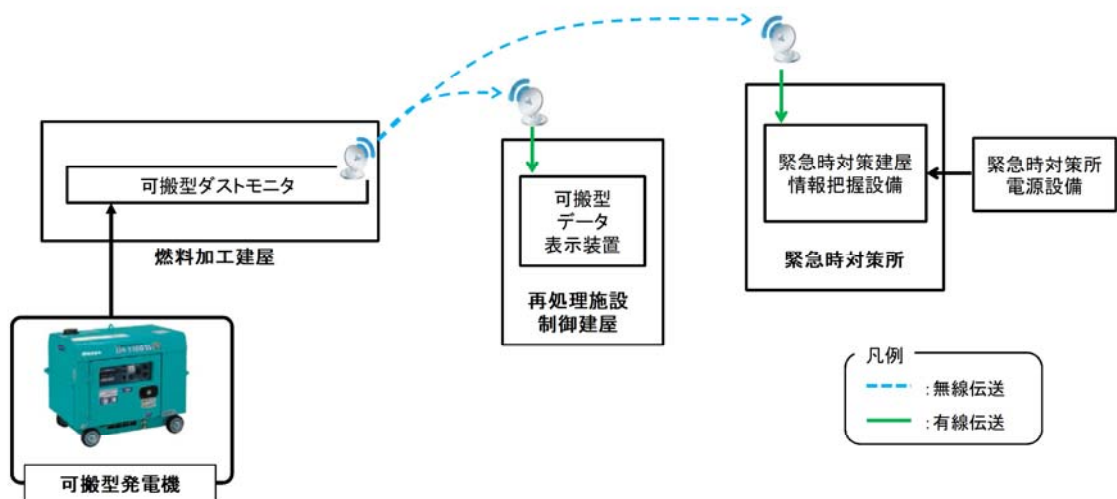 可搬型ダストモニタ
燃料加工建屋
可搬型発電機
可搬型
データ
表示装置
再処理施設
制御建屋
緊急時対策建屋
情報把握設備
緊急時対策所
緊急時対策所
電源設備
凡例
：無線伝送
：有線伝送